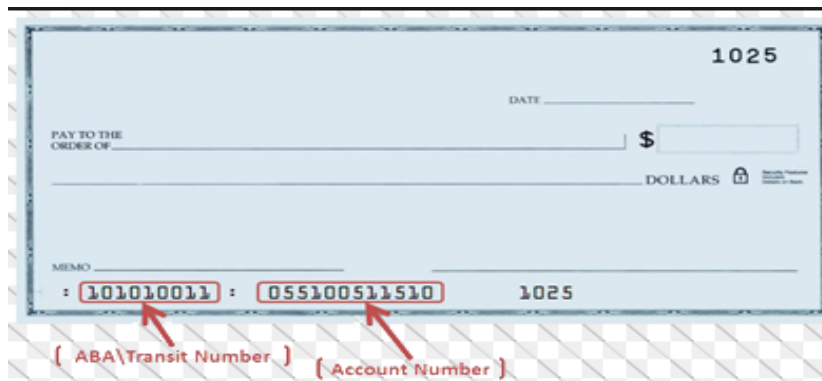 1025
DATE
PAY TO THE
ORDER OF
$
DOLLARS
MEMO
: 101010011 : 055100511510 1025
[ ABA\Transit Number ]
[ Account Number ]